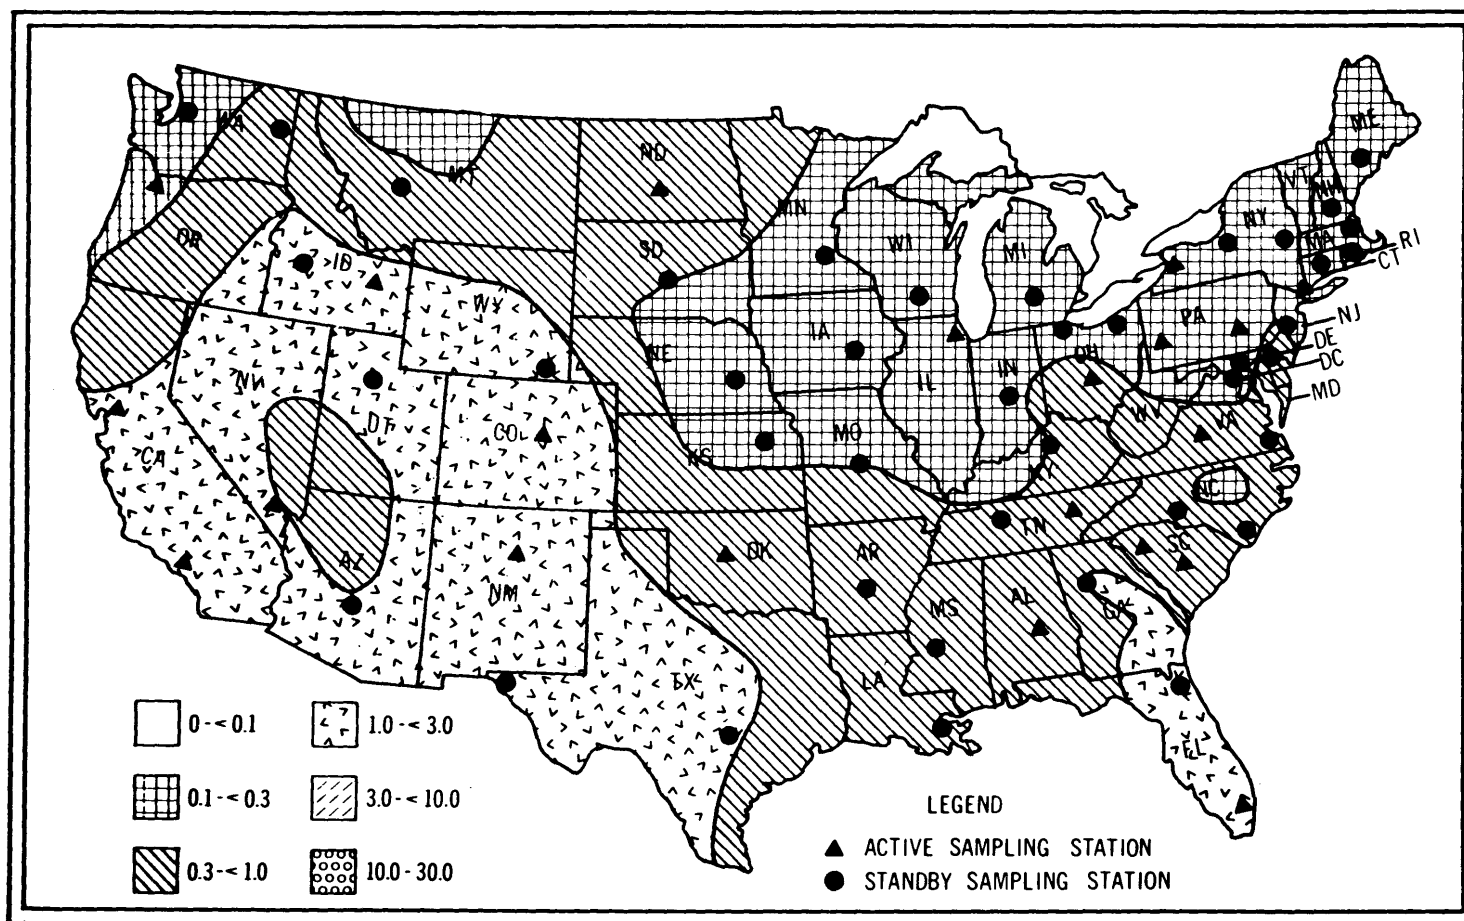 WA
MT
ND
MN
ME
VT
NH
NY
MA
RI
CT
OR
ID
WY
SD
WI
MI
PA
NJ
DE
DC
MD
NV
NE
IA
IL
IN
OH
WV
VA
CO
CA
KS
MO
KY
NC
TN
AZ
NM
OK
AR
SC
MS
AL
GA
TX
LA
FL
0-<0.1
1.0-<3.0
0.1-<0.3
3.0-<10.0
0.3-<1.0
10.0-30.0
LEGEND
ACTIVE SAMPLING STATION
STANDBY SAMPLING STATION